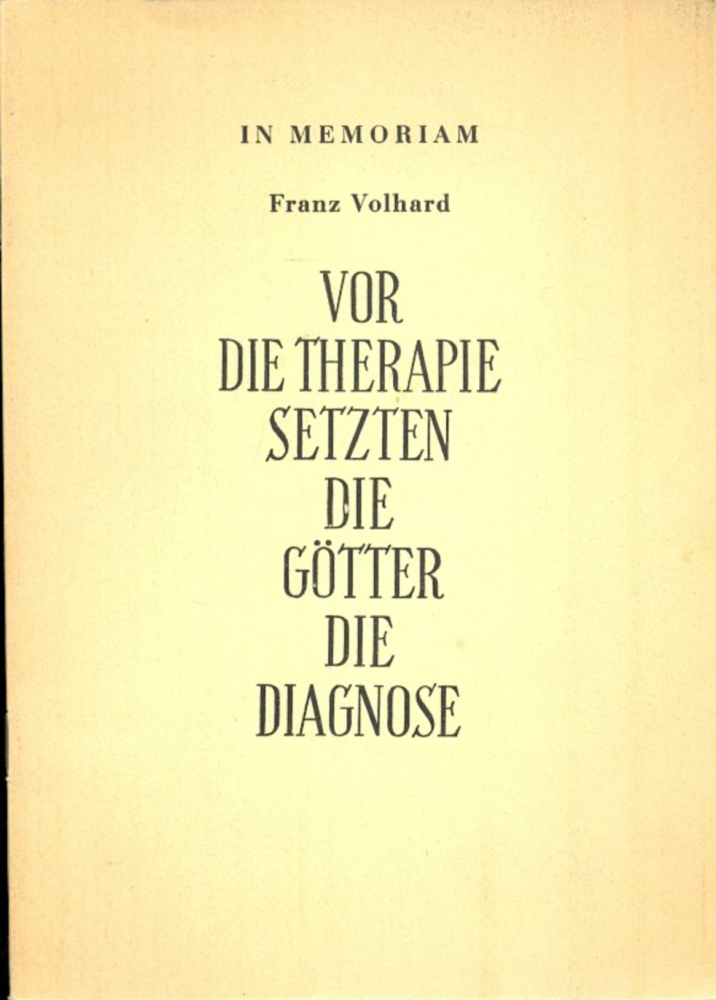 IN MEMORIAM
Franz Volhard
VOR
DIE THERAPIE
SETZTEN
DIE
GÖTTER
DIE
DIAGNOSE